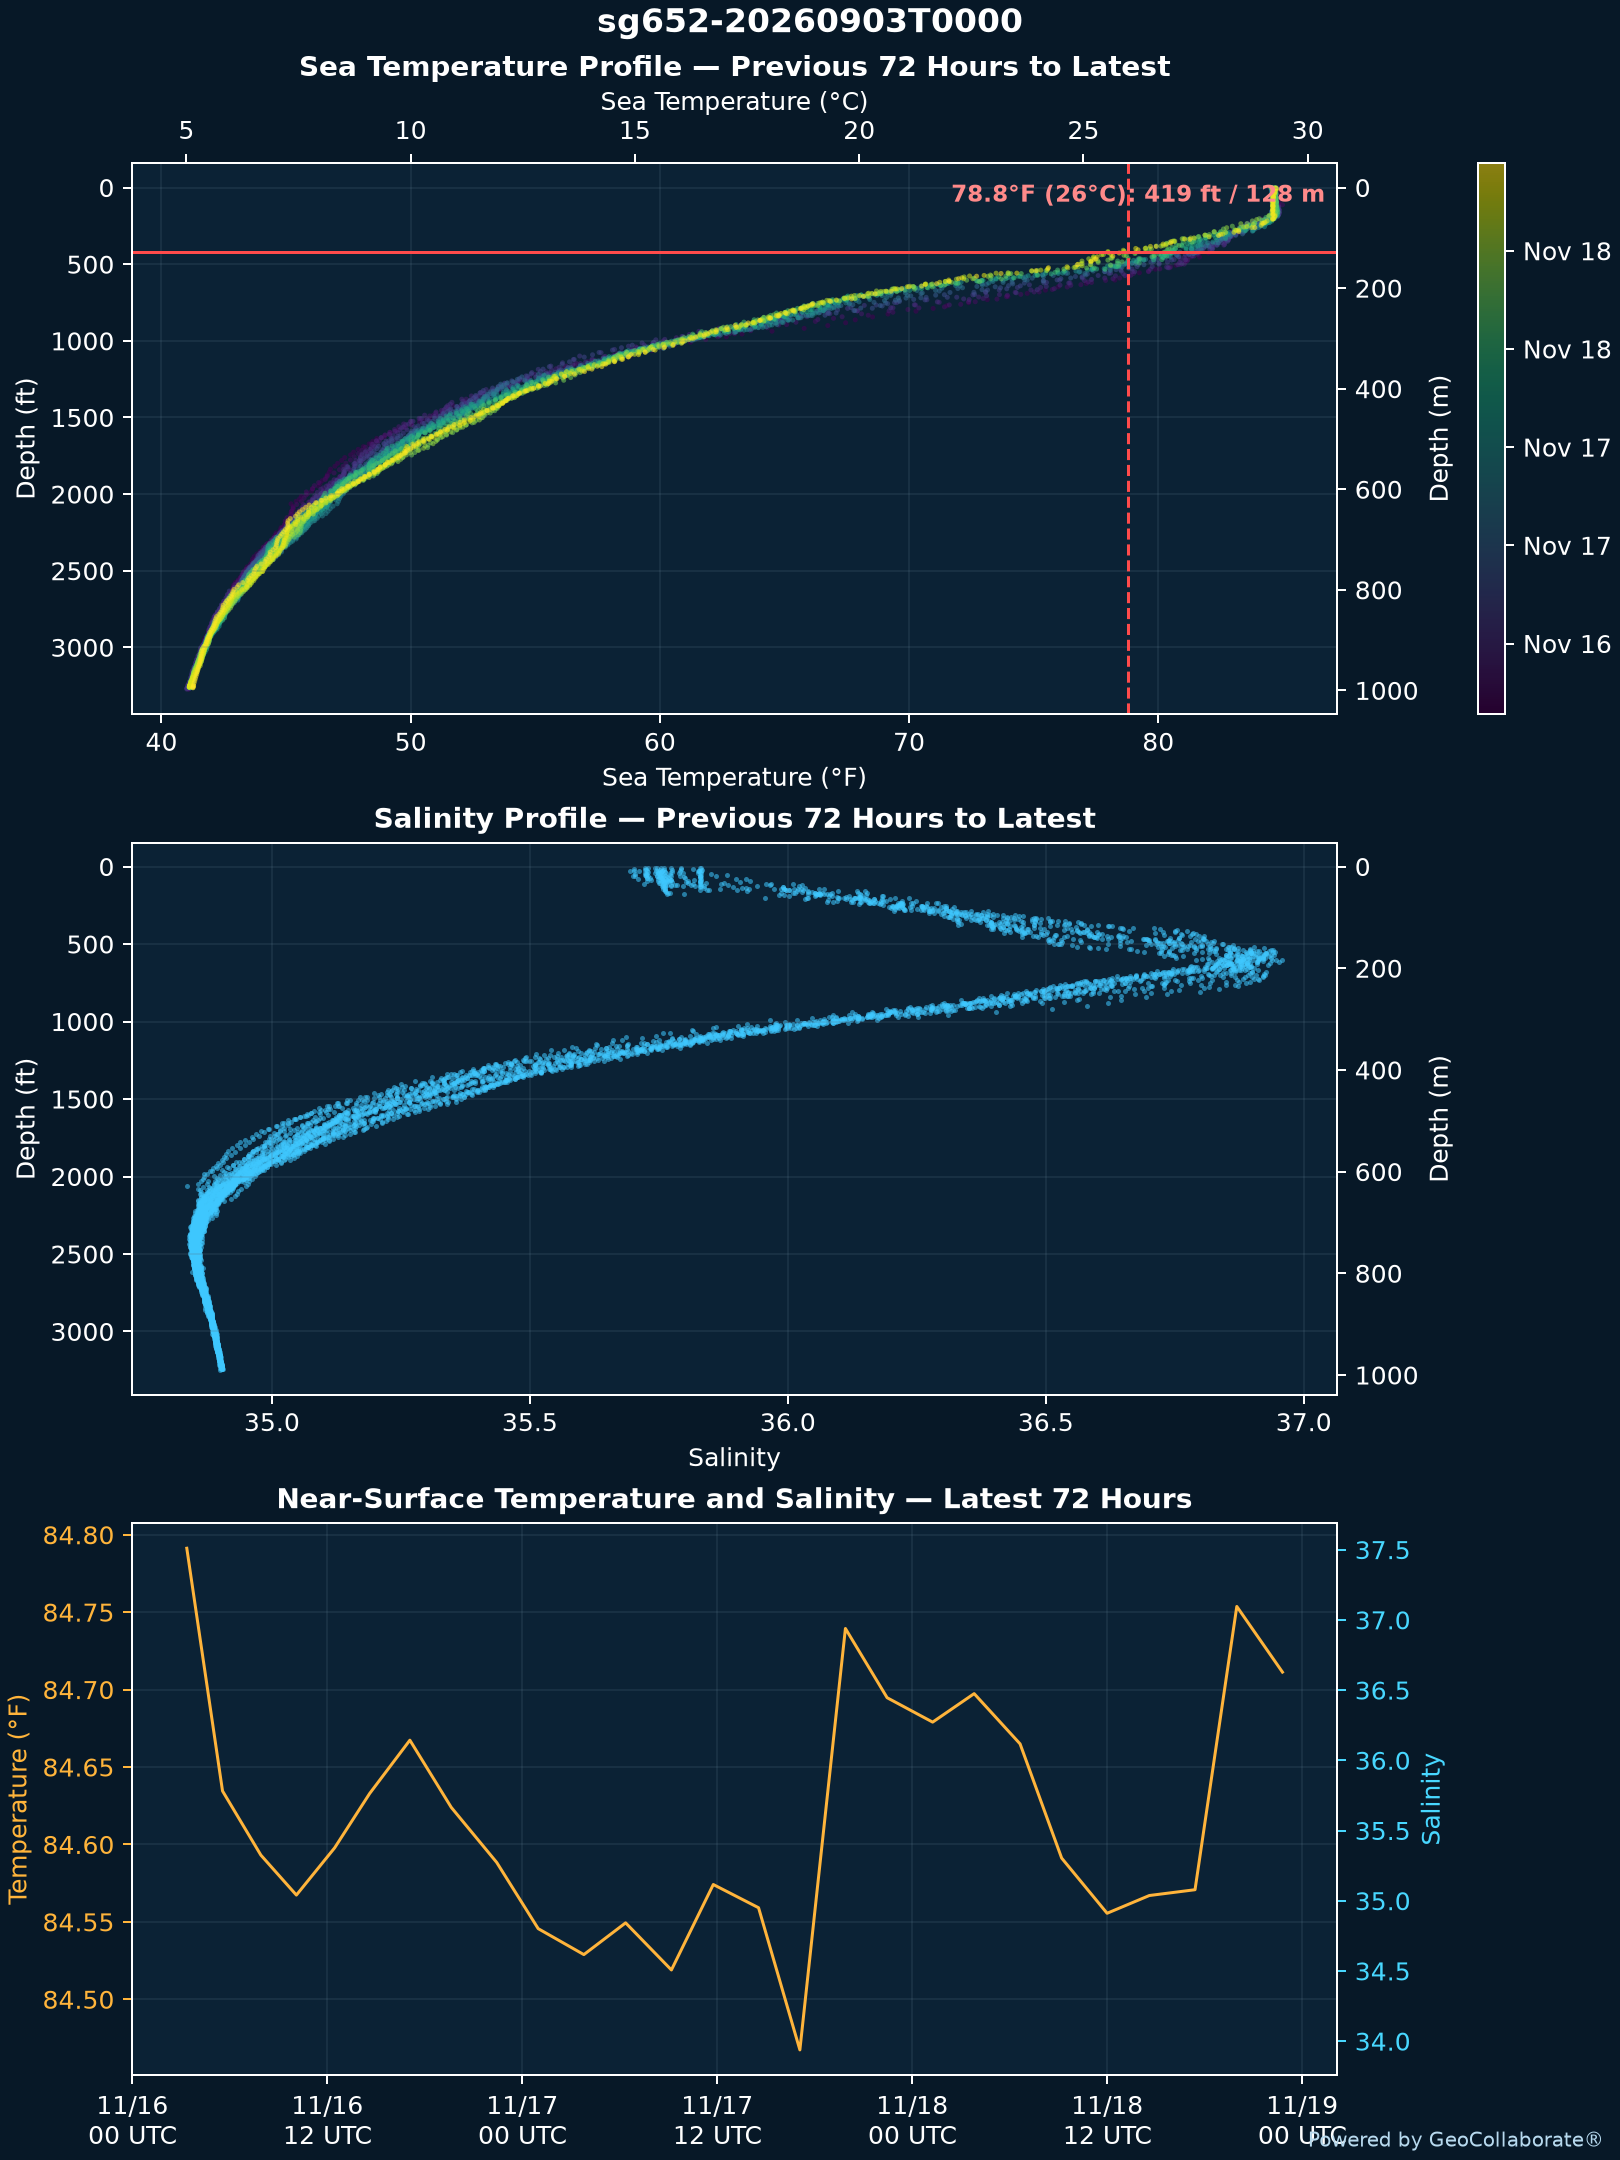 sg652-20260903T0000
Sea Temperature Profile — Previous 72 Hours to Latest
Sea Temperature (°C)
5 10 15 20 25 30
78.8°F (26°C): 419 ft / 128 m
Depth (ft)
0
500
1000
1500
2000
2500
3000
0
200
400
600
800
1000
Depth (m)
Nov 18
Nov 18
Nov 17
Nov 17
Nov 16
40 50 60 70 80
Sea Temperature (°F)
Salinity Profile — Previous 72 Hours to Latest
Depth (ft)
0
500
1000
1500
2000
2500
3000
0
200
400
600
800
1000
Depth (m)
35.0 35.5 36.0 36.5 37.0
Salinity
Near-Surface Temperature and Salinity — Latest 72 Hours
Temperature (°F)
84.80
84.75
84.70
84.65
84.60
84.55
84.50
37.5
37.0
36.5
36.0
35.5
35.0
34.5
34.0
Salinity
11/16 11/16 11/17 11/17 11/18 11/18 11/19
00 UTC 12 UTC 00 UTC 12 UTC 00 UTC 12 UTC 00 UTC
Powered by GeoCollaborate®